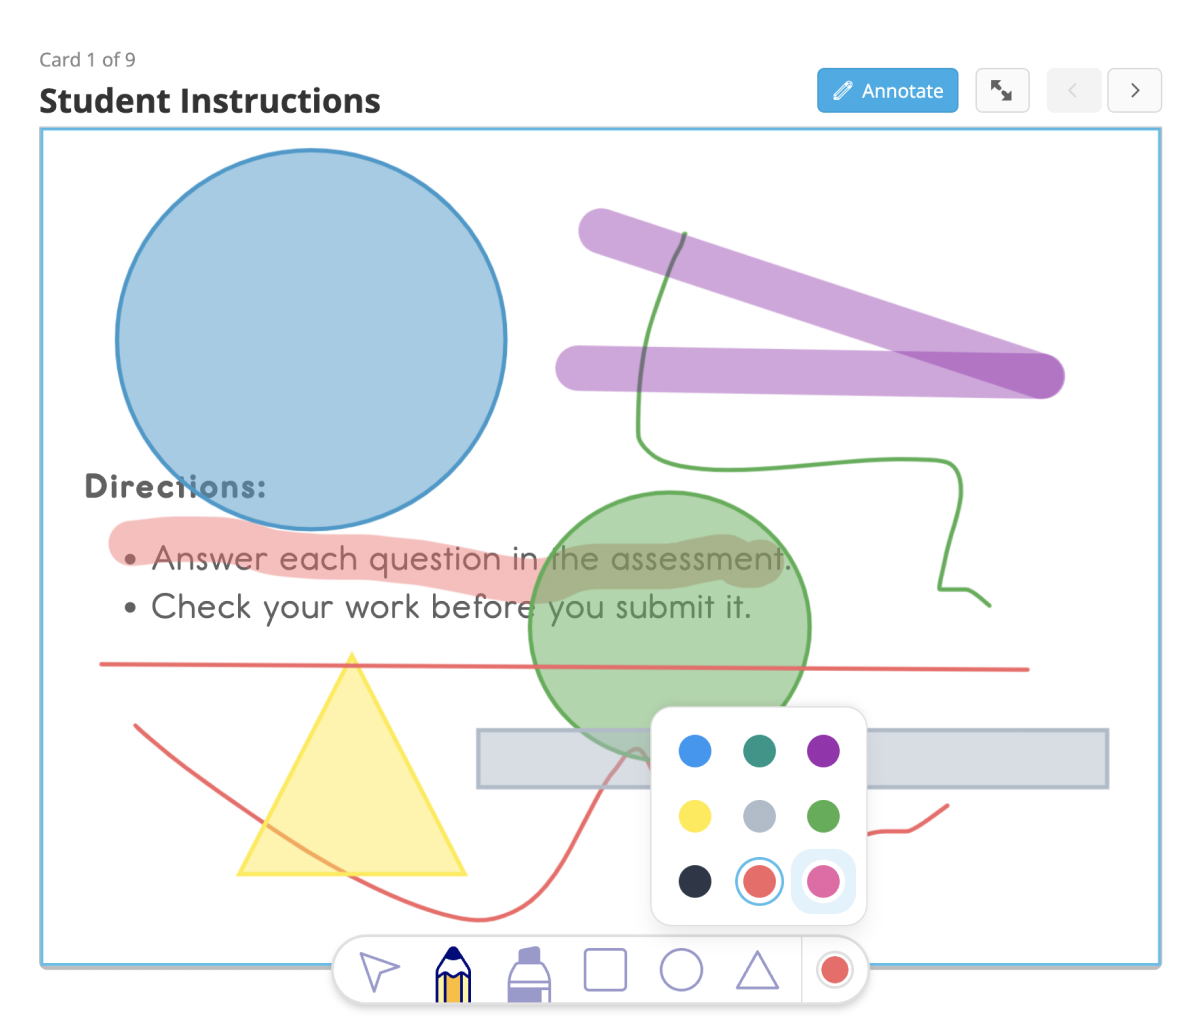 Card 1 of 9
Student Instructions
Annotate
Directions:
• Answer each question in the assessment.
• Check your work before you submit it.